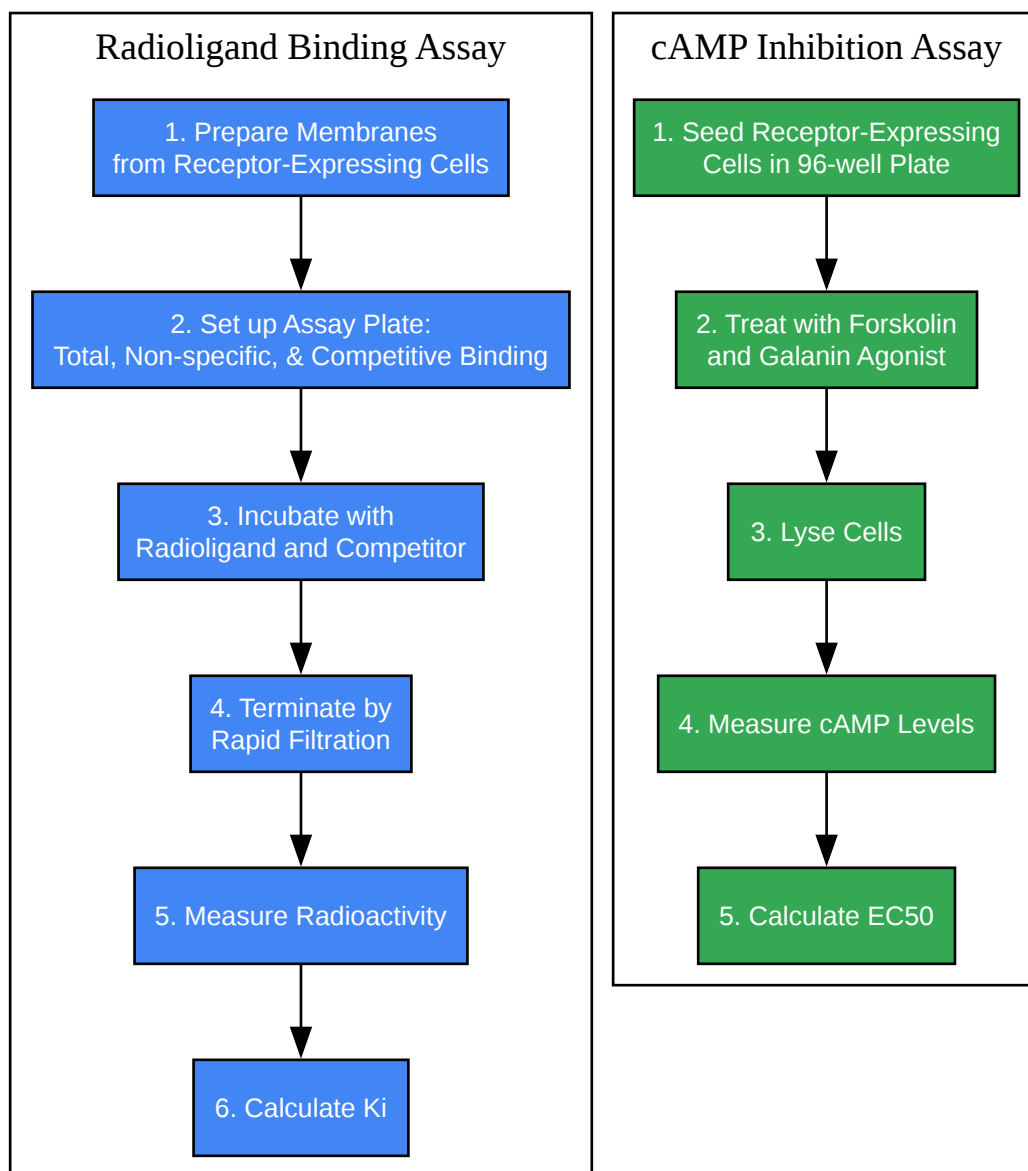 Radioligand Binding Assay
1. Prepare Membranes
from Receptor-Expressing Cells
2. Set up Assay Plate:
Total, Non-specific, & Competitive Binding
3. Incubate with
Radioligand and Competitor
4. Terminate by
Rapid Filtration
5. Measure Radioactivity
6. Calculate Ki
cAMP Inhibition Assay
1. Seed Receptor-Expressing
Cells in 96-well Plate
2. Treat with Forskolin
and Galanin Agonist
3. Lyse Cells
4. Measure cAMP Levels
5. Calculate EC50